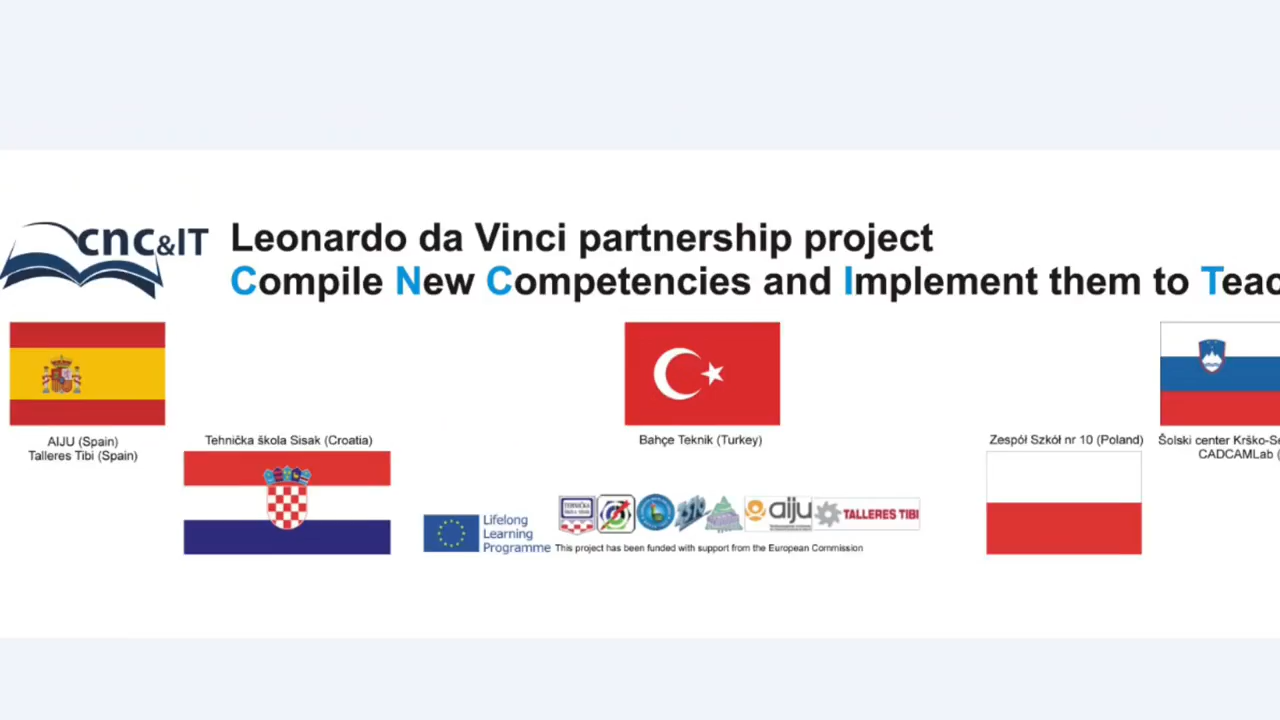 cnc&IT
Leonardo da Vinci partnership project
Compile New Competencies and Implement them to Teac
AIJU (Spain)
Talleres Tibi (Spain)
Tehnička škola Sisak (Croatia)
Bahçe Teknik (Turkey)
Zespół Szkół nr 10 (Poland)
Šolski center Krško-Se
CADCAMLab (
Lifelong
Learning
Programme
TEHNIČKA
aiju
TALLERES TIBI
This project has been funded with support from the European Commission